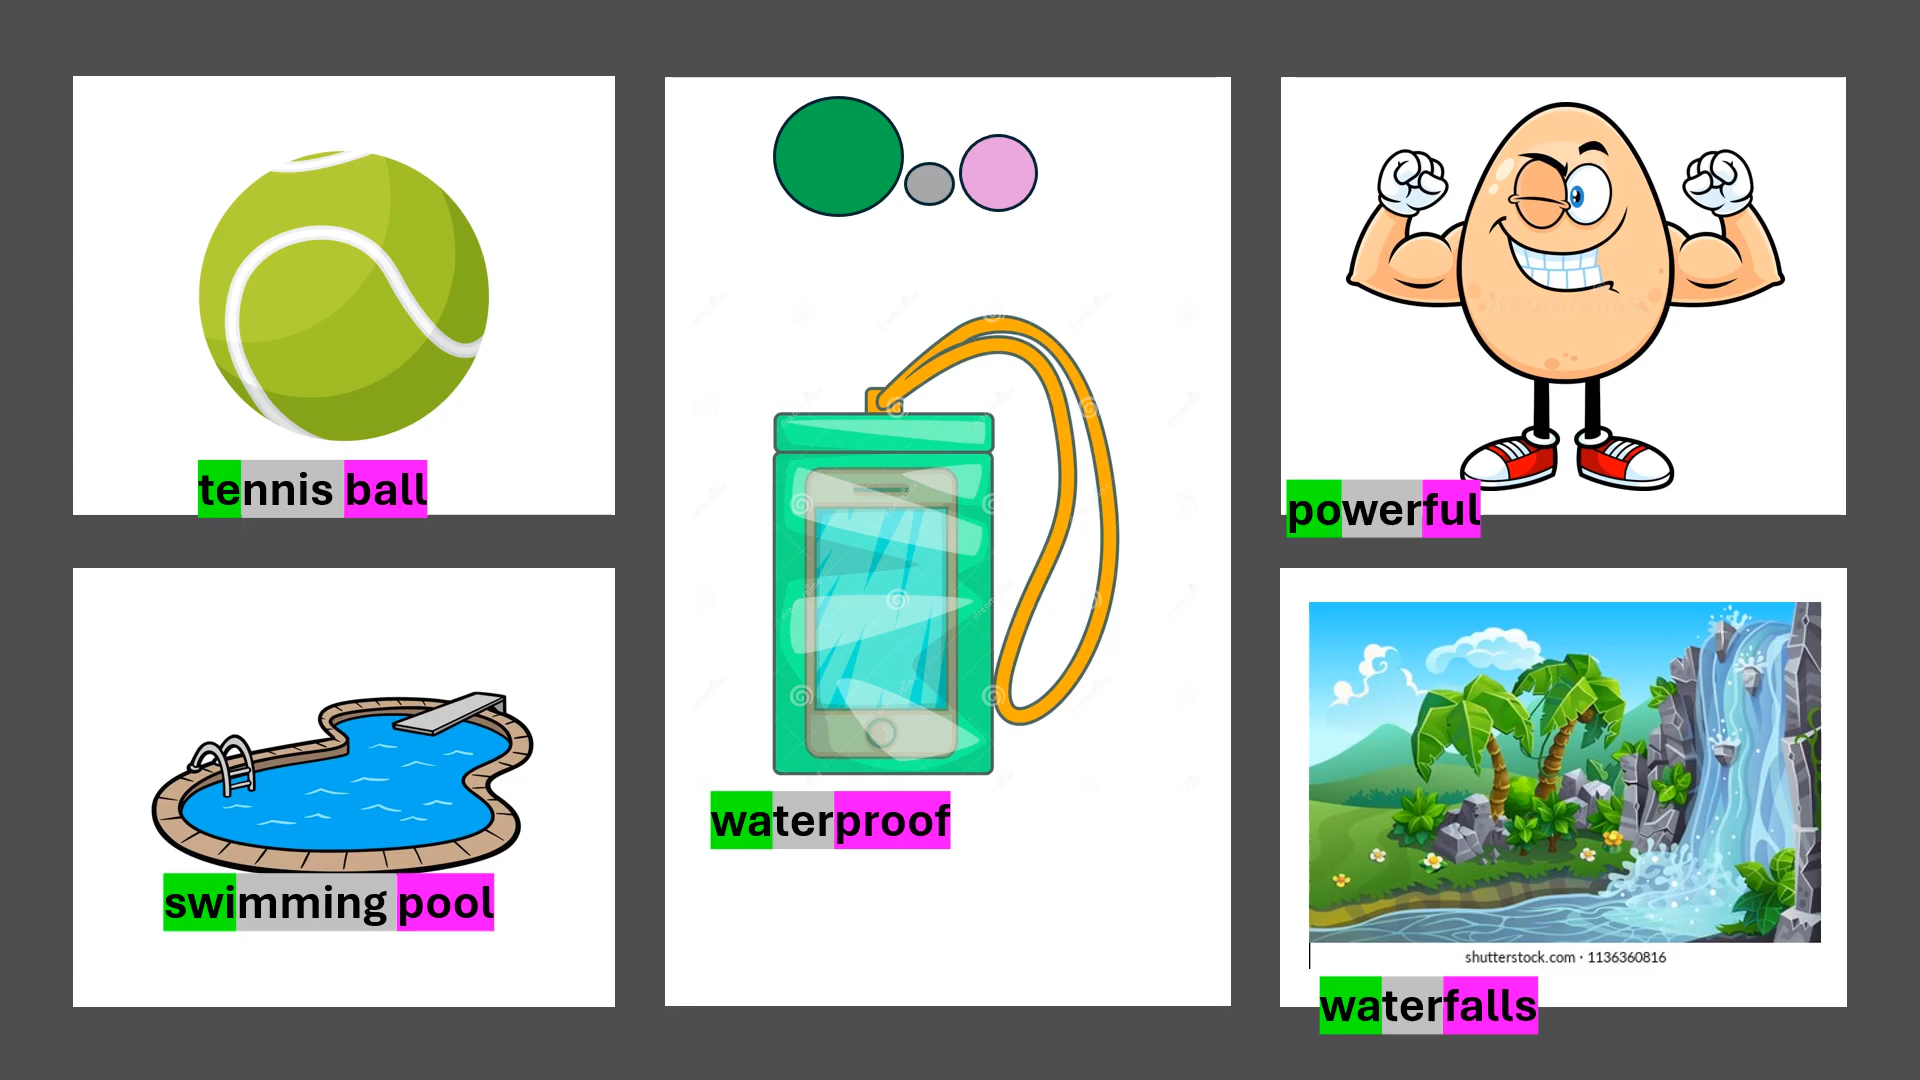 tennis ball
swimming pool
waterproof
powerful
shutterstock.com · 1136360816
waterfalls